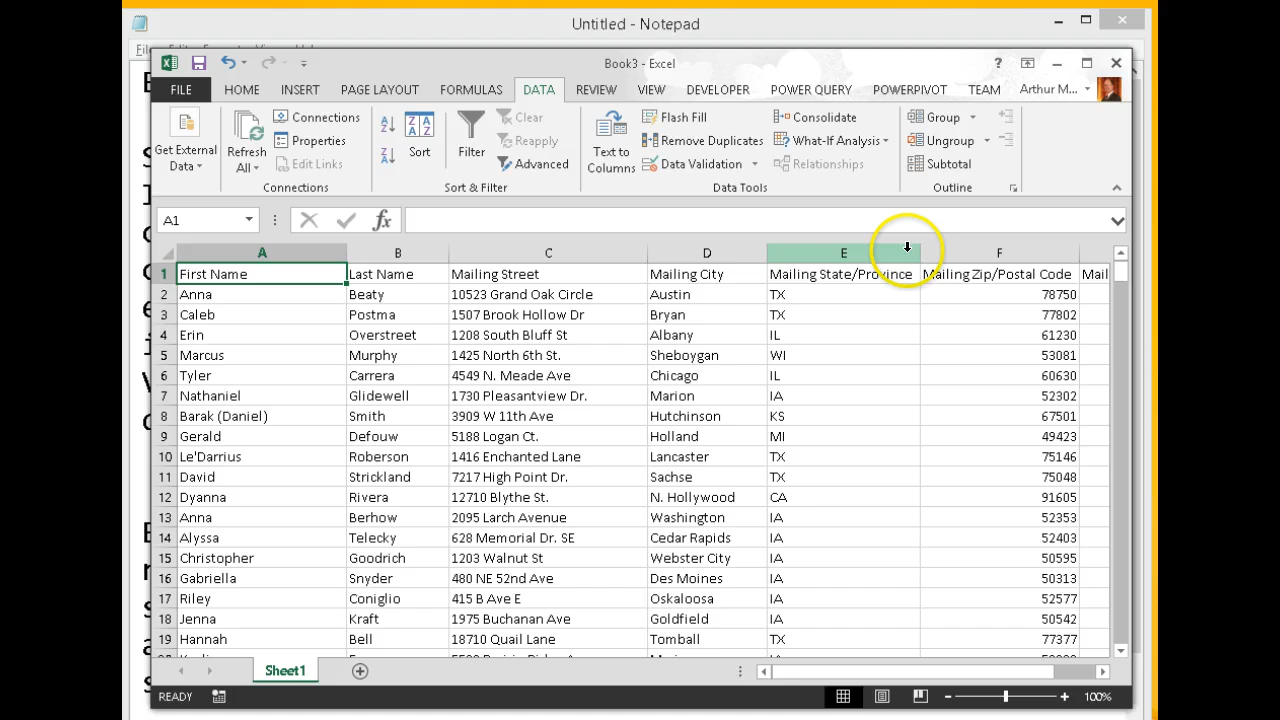 Untitled - Notepad
Book3 - Excel
?
Arthur M...
FILE HOME INSERT PAGE LAYOUT FORMULAS DATA REVIEW VIEW DEVELOPER POWER QUERY POWERPIVOT TEAM
Get External Data
Refresh All
Connections
Properties
Edit Links
Connections
Sort
Filter
Clear
Reapply
Advanced
Sort & Filter
Text to Columns
Flash Fill
Remove Duplicates
Data Validation
Consolidate
What-If Analysis
Relationships
Data Tools
Group
Ungroup
Subtotal
Outline
A1
fx
A B C D E F
1 First Name Last Name Mailing Street Mailing City Mailing State/Province Mailing Zip/Postal Code Mail
2 Anna Beaty 10523 Grand Oak Circle Austin TX 78750
3 Caleb Postma 1507 Brook Hollow Dr Bryan TX 77802
4 Erin Overstreet 1208 South Bluff St Albany IL 61230
5 Marcus Murphy 1425 North 6th St. Sheboygan WI 53081
6 Tyler Carrera 4549 N. Meade Ave Chicago IL 60630
7 Nathaniel Glidewell 1730 Pleasantview Dr. Marion IA 52302
8 Barak (Daniel) Smith 3909 W 11th Ave Hutchinson KS 67501
9 Gerald Defouw 5188 Logan Ct. Holland MI 49423
10 Le'Darrius Roberson 1416 Enchanted Lane Lancaster TX 75146
11 David Strickland 7217 High Point Dr. Sachse TX 75048
12 Dyanna Rivera 12710 Blythe St. N. Hollywood CA 91605
13 Anna Berhow 2095 Larch Avenue Washington IA 52353
14 Alyssa Telecky 628 Memorial Dr. SE Cedar Rapids IA 52403
15 Christopher Goodrich 1203 Walnut St Webster City IA 50595
16 Gabriella Snyder 480 NE 52nd Ave Des Moines IA 50313
17 Riley Coniglio 415 B Ave E Oskaloosa IA 52577
18 Jenna Kraft 1975 Buchanan Ave Goldfield IA 50542
19 Hannah Bell 18710 Quail Lane Tomball TX 77377
Sheet1
READY 100%